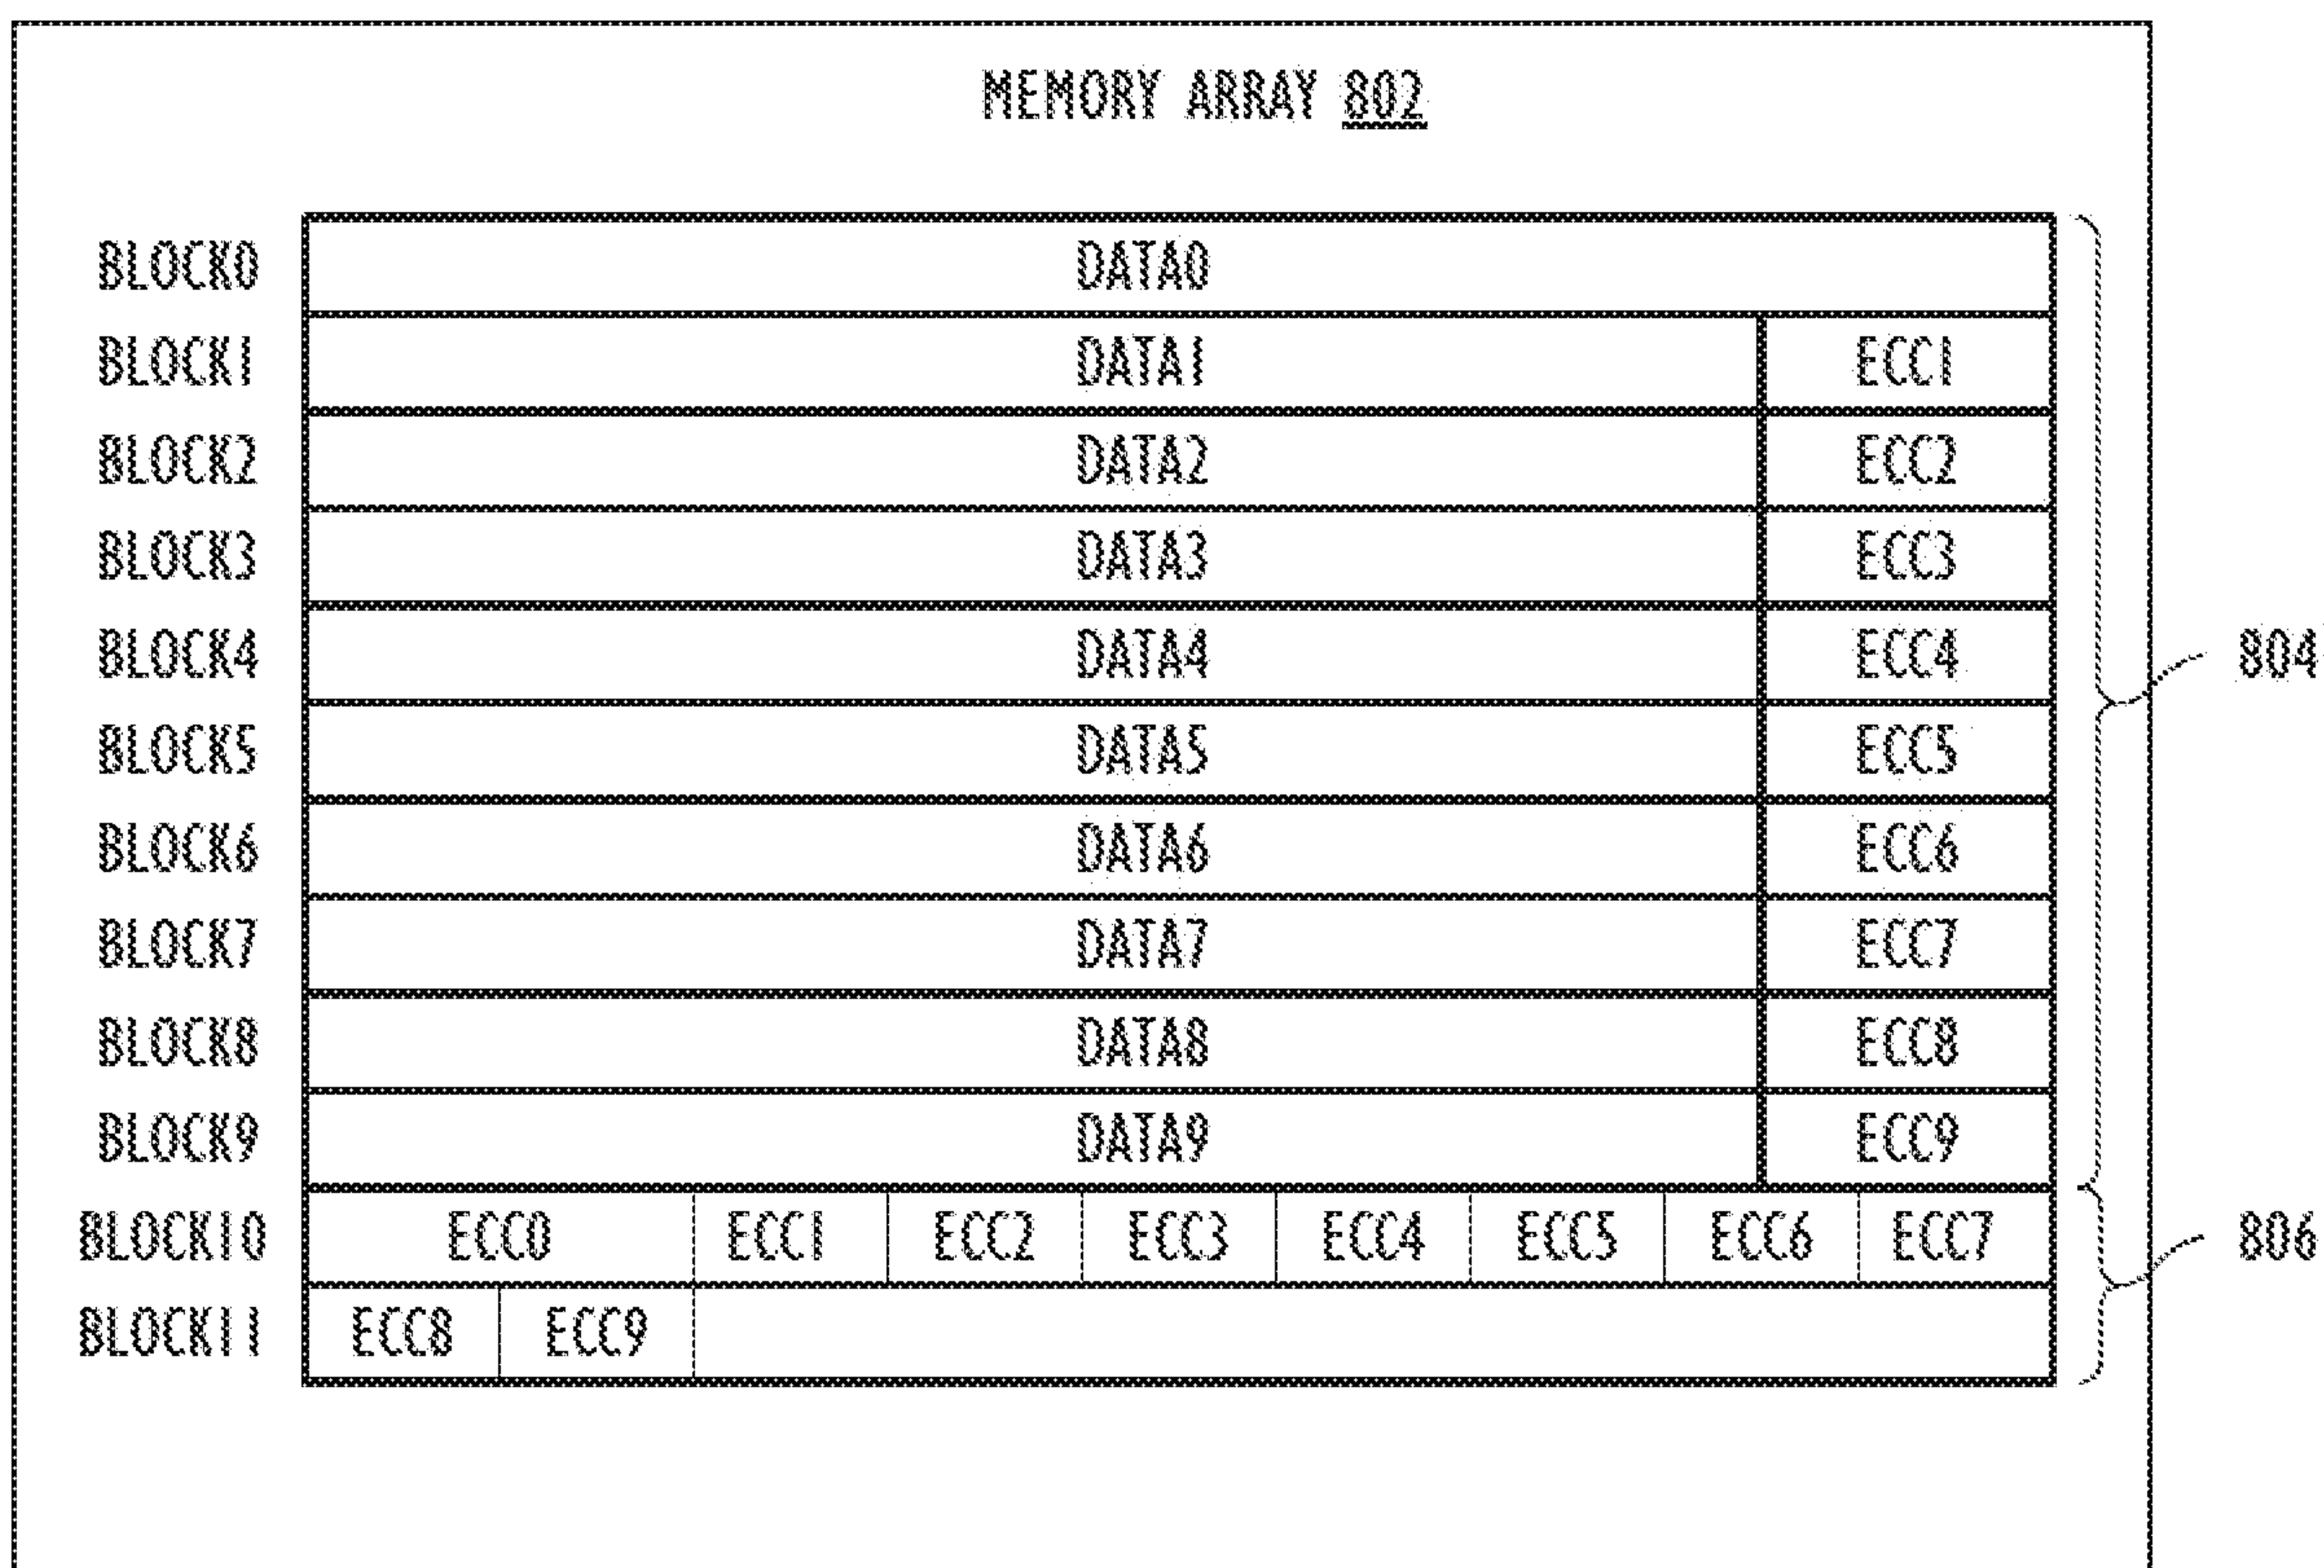 MEMORY ARRAY 802
BLOCK0 DATA0
BLOCK1 DATA1 ECC1
BLOCK2 DATA2 ECC2
BLOCK3 DATA3 ECC3
BLOCK4 DATA4 ECC4
804
BLOCK5 DATA5 ECC5
BLOCK6 DATA6 ECC6
BLOCK7 DATA7 ECC7
BLOCK8 DATA8 ECC8
BLOCK9 DATA9 ECC9
BLOCK10 ECC0 ECC1 ECC2 ECC3 ECC4 ECC5 ECC6 ECC7
806
BLOCK11 ECC8 ECC9